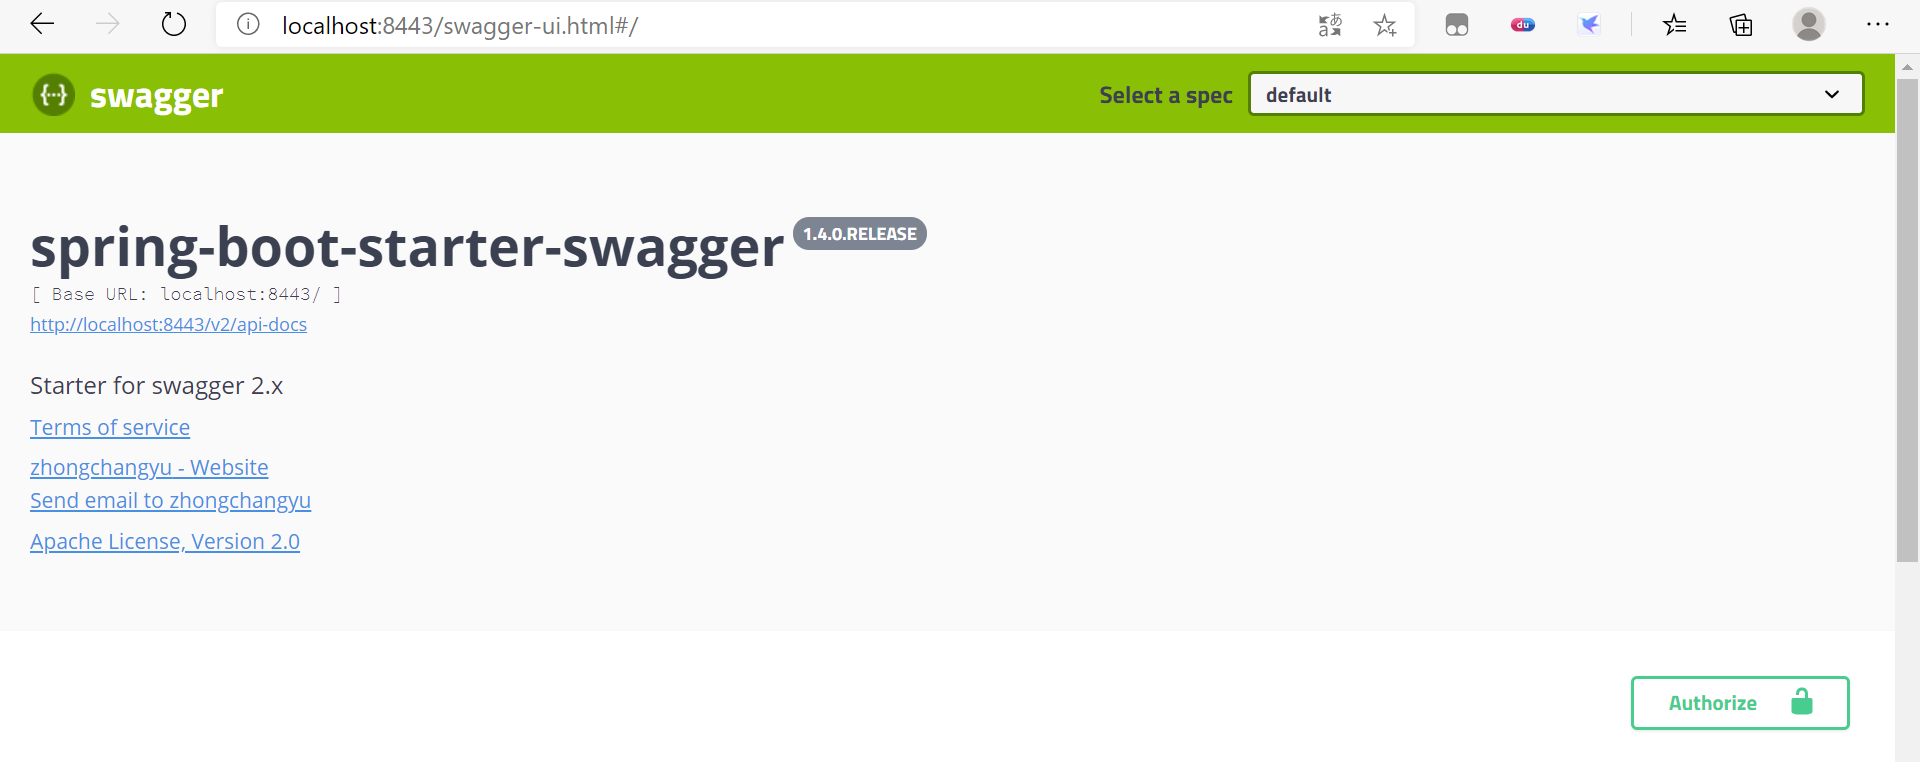 localhost:8443/swagger-ui.html#/
あ
a
du
{···} swagger
Select a spec
default
spring-boot-starter-swagger 1.4.0.RELEASE
[ Base URL: localhost:8443/ ]
http://localhost:8443/v2/api-docs
Starter for swagger 2.x
Terms of service
zhongchangyu - Website
Send email to zhongchangyu
Apache License, Version 2.0
Authorize